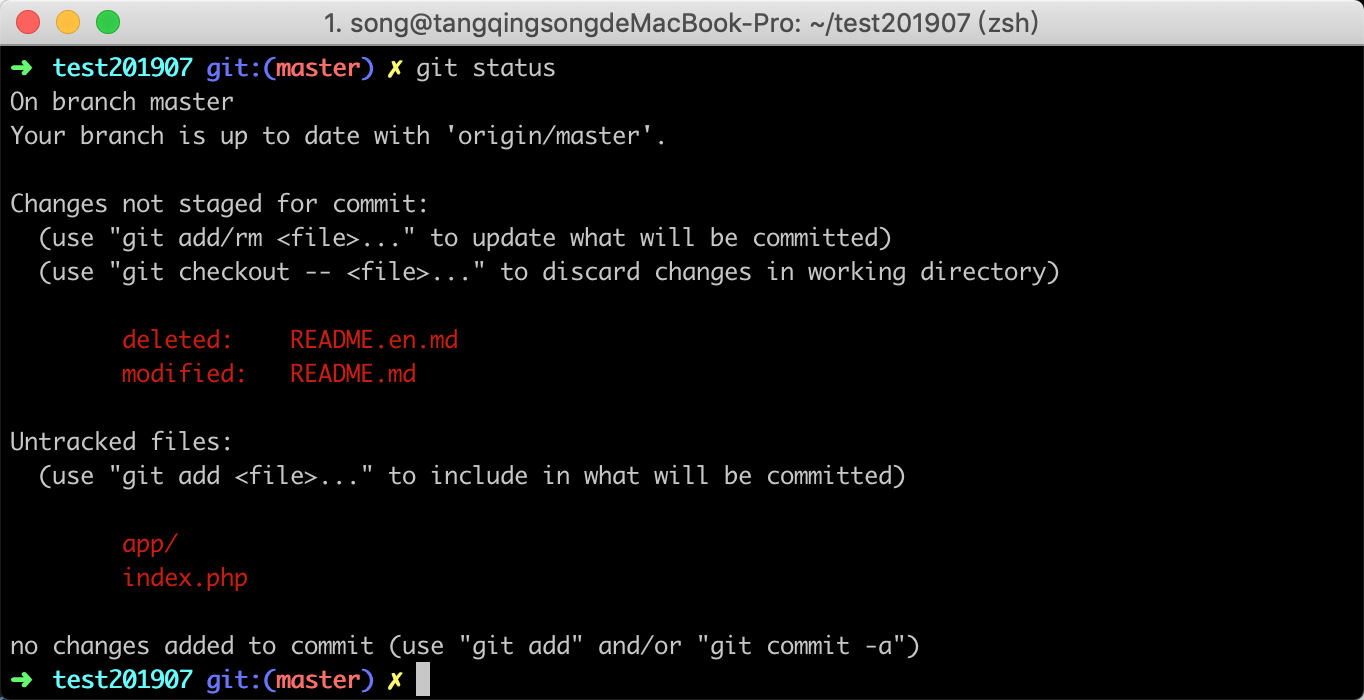 1. song@tangqingsongdeMacBook-Pro: ~/test201907 (zsh)
➜ test201907 git:(master) ✗ git status
On branch master
Your branch is up to date with 'origin/master'.
Changes not staged for commit:
(use "git add/rm <file>..." to update what will be committed)
(use "git checkout -- <file>..." to discard changes in working directory)
deleted: README.en.md
modified: README.md
Untracked files:
(use "git add <file>..." to include in what will be committed)
app/
index.php
no changes added to commit (use "git add" and/or "git commit -a")
➜ test201907 git:(master) ✗